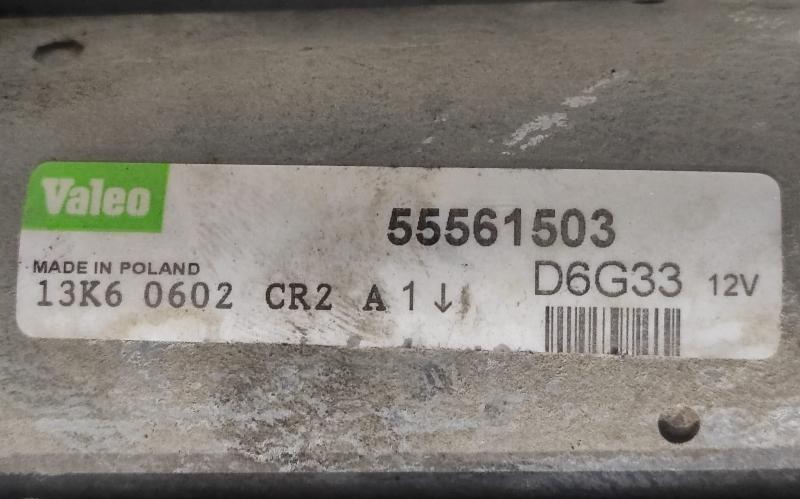 Valeo
55561503
MADE IN POLAND
D6G33 12V
13K6 0602 CR2 A 1 ↓